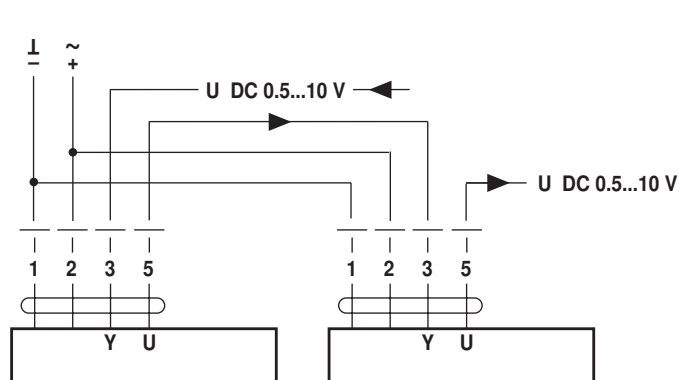 ⊥ ~
− +
U DC 0.5...10 V
U DC 0.5...10 V
1 2 3 5 1 2 3 5
Y U Y U